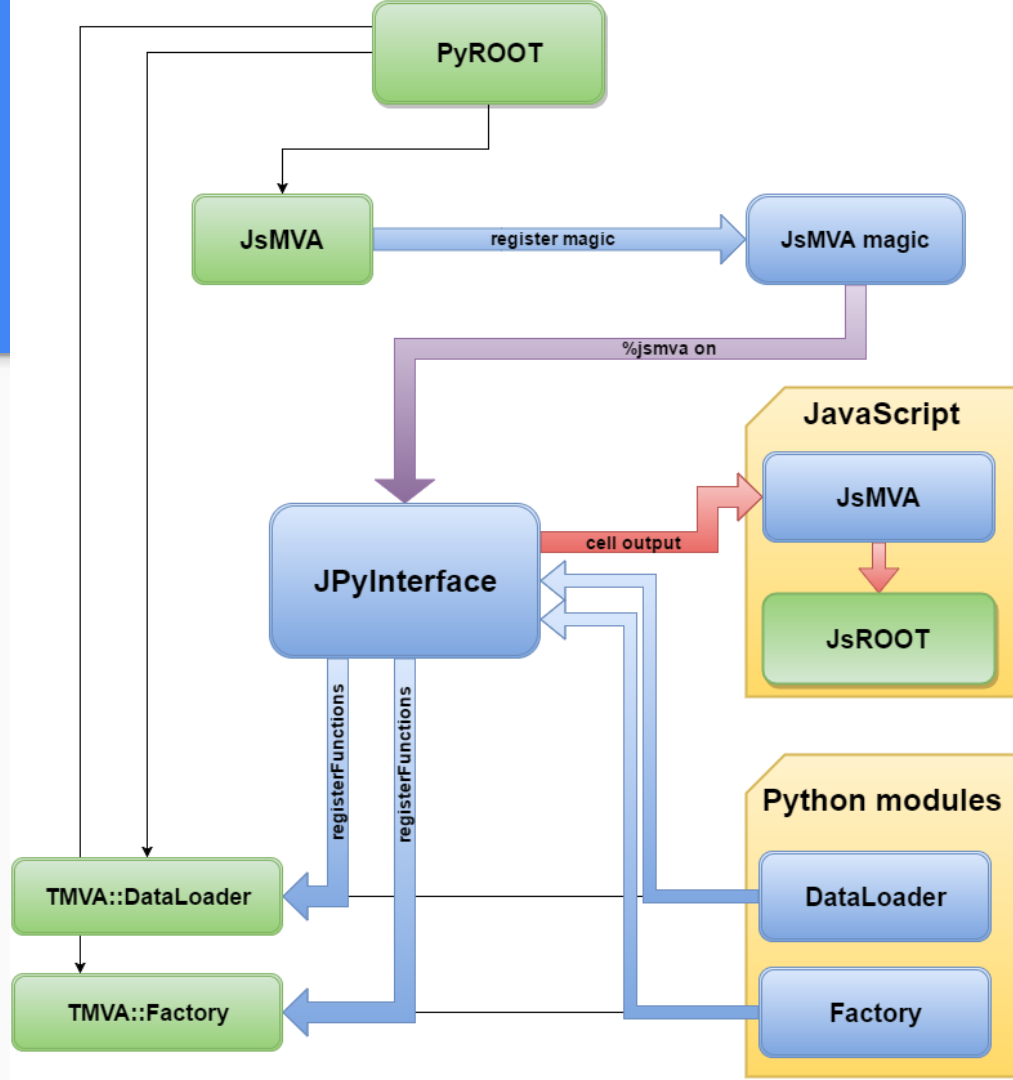 PyROOT
JsMVA
register magic
JsMVA magic
%jsmva on
JavaScript
JsMVA
cell output
JPyInterface
JsROOT
registerFunctions
registerFunctions
Python modules
TMVA::DataLoader
DataLoader
TMVA::Factory
Factory